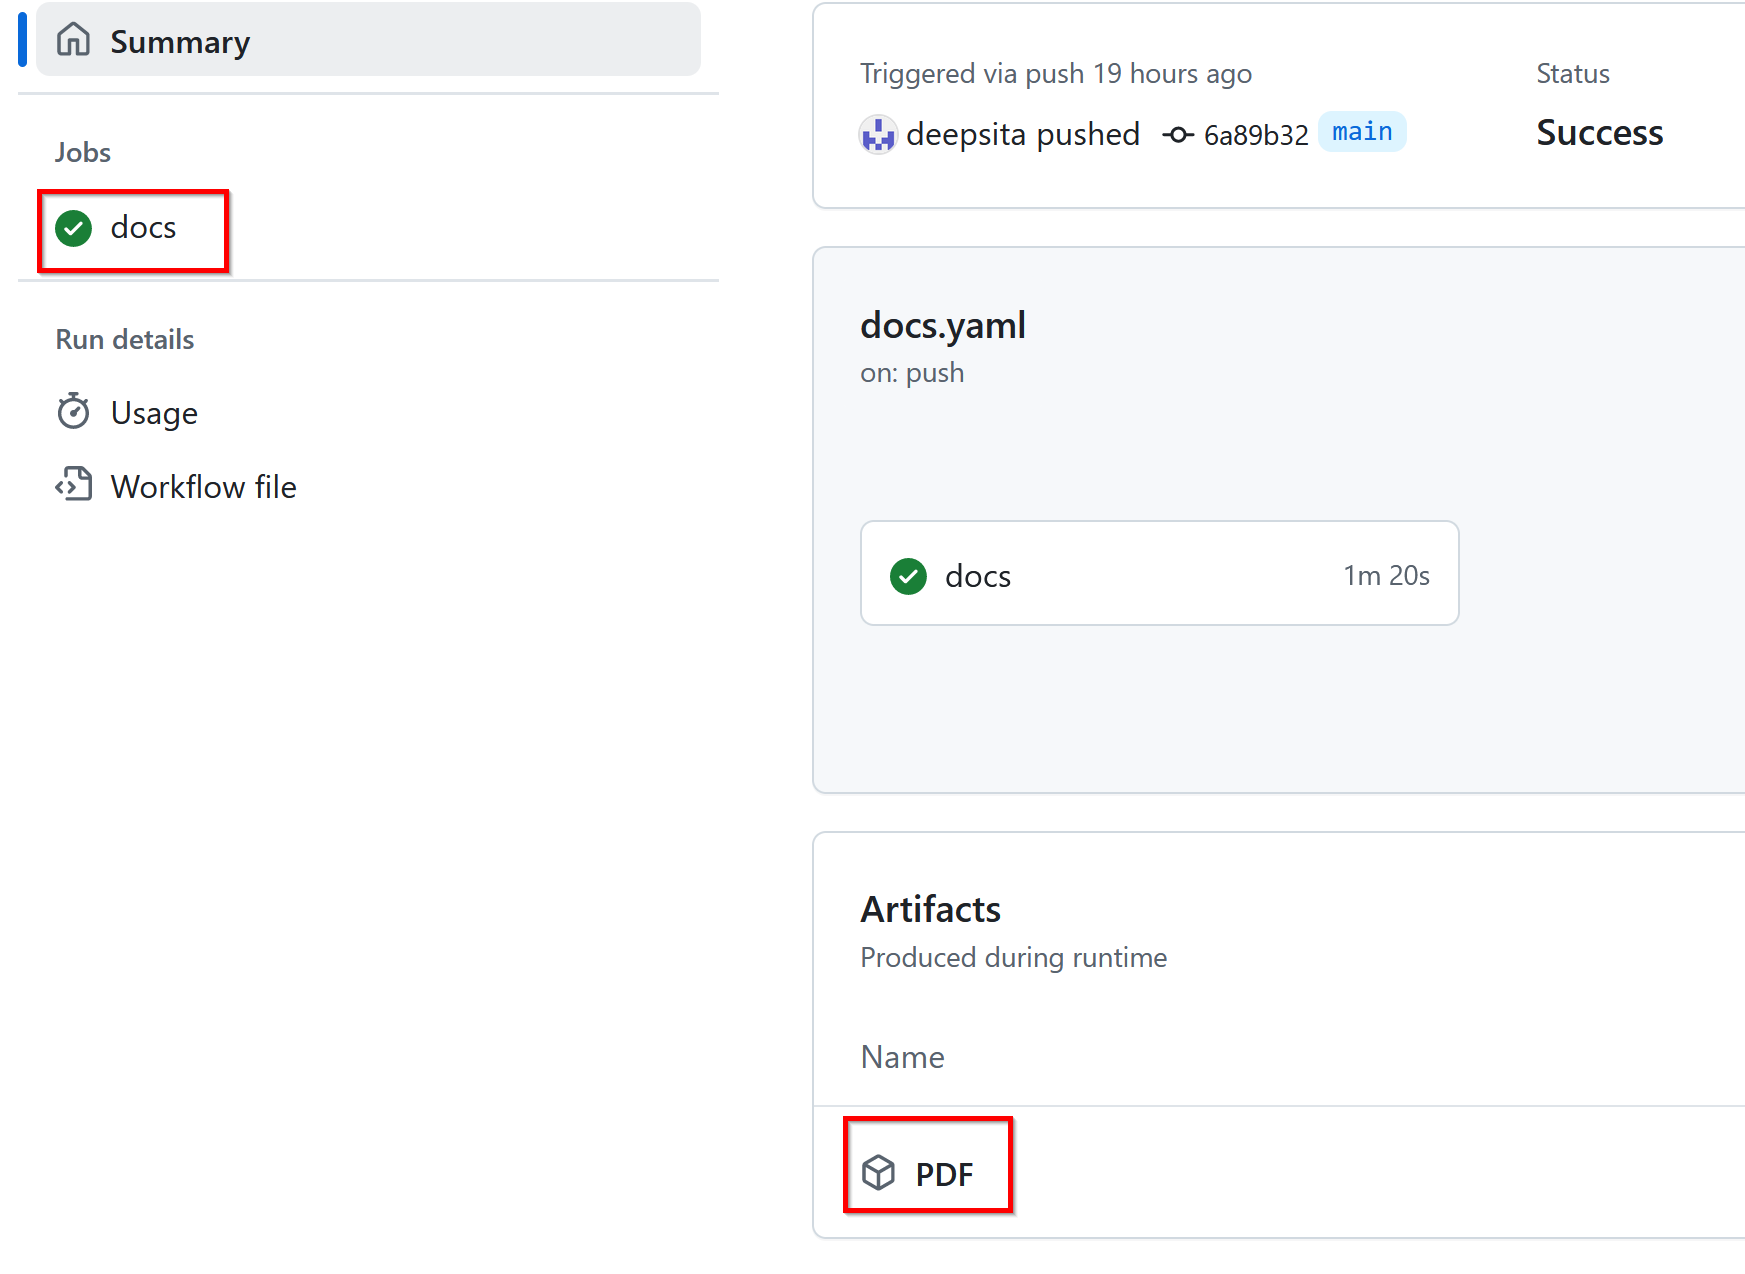 Summary
Jobs
docs
Run details
Usage
Workflow file
Triggered via push 19 hours ago
deepsita pushed 6a89b32 main
Status
Success
docs.yaml
on: push
docs 1m 20s
Artifacts
Produced during runtime
Name
PDF